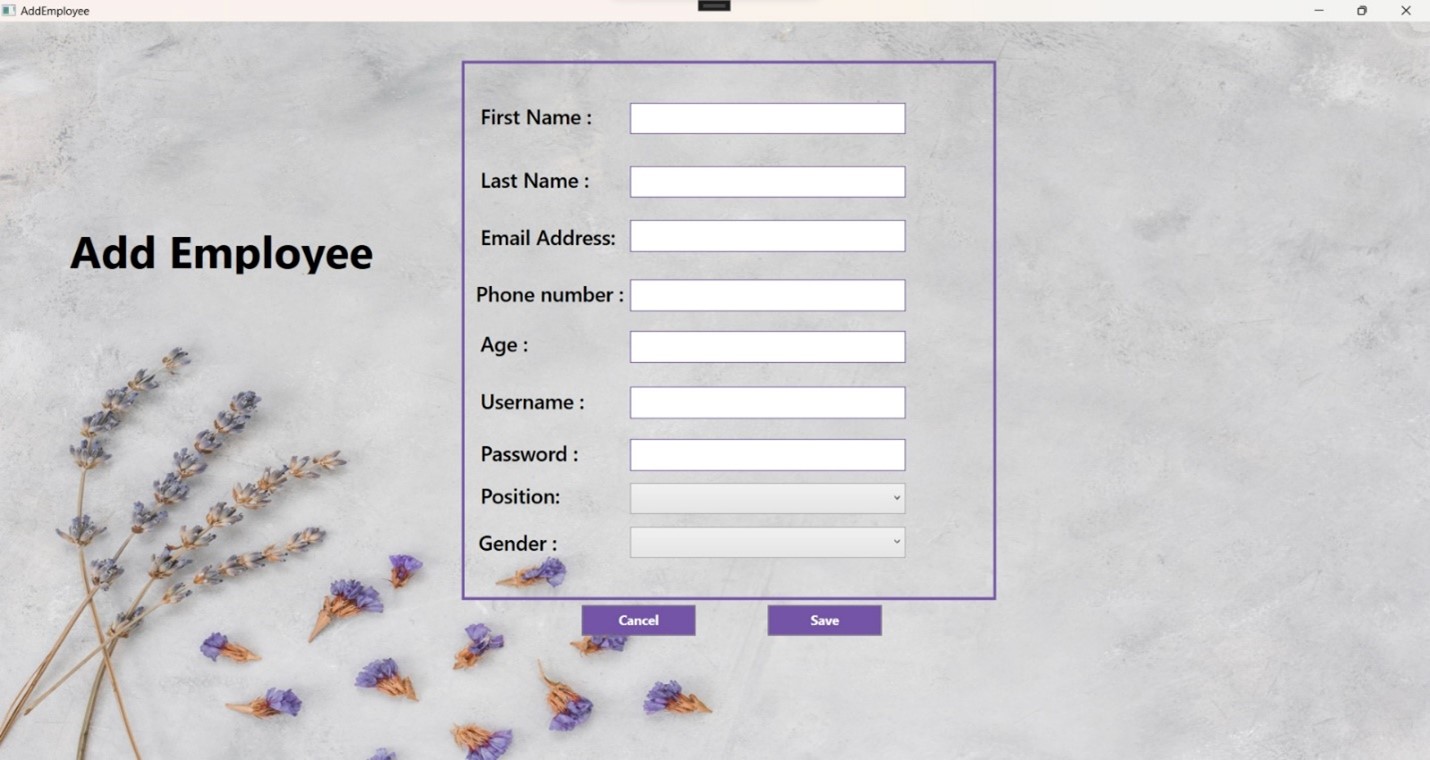 AddEmployee
Add Employee
First Name :
Last Name :
Email Address:
Phone number :
Age :
Username :
Password :
Position:
Gender :
Cancel
Save